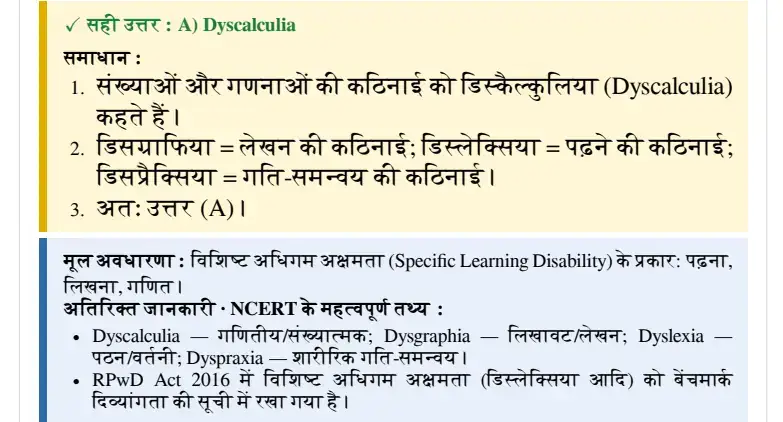 ✓ सही उत्तर : A) Dyscalculia
समाधान :
1. संख्याओं और गणनाओं की कठिनाई को डिस्कैल्कुलिया (Dyscalculia)
कहते हैं।
2. डिसग्राफिया = लेखन की कठिनाई; डिस्लेक्सिया = पढ़ने की कठिनाई;
डिसप्रैक्सिया = गति-समन्वय की कठिनाई।
3. अतः उत्तर (A)।
मूल अवधारणा : विशिष्ट अधिगम अक्षमता (Specific Learning Disability) के प्रकार: पढ़ना,
लिखना, गणित।
अतिरिक्त जानकारी · NCERT के महत्वपूर्ण तथ्य :
• Dyscalculia — गणितीय/संख्यात्मक; Dysgraphia — लिखावट/लेखन; Dyslexia —
पठन/वर्तनी; Dyspraxia — शारीरिक गति-समन्वय।
• RPwD Act 2016 में विशिष्ट अधिगम अक्षमता (डिस्लेक्सिया आदि) को बेंचमार्क
दिव्यांगता की सूची में रखा गया है।